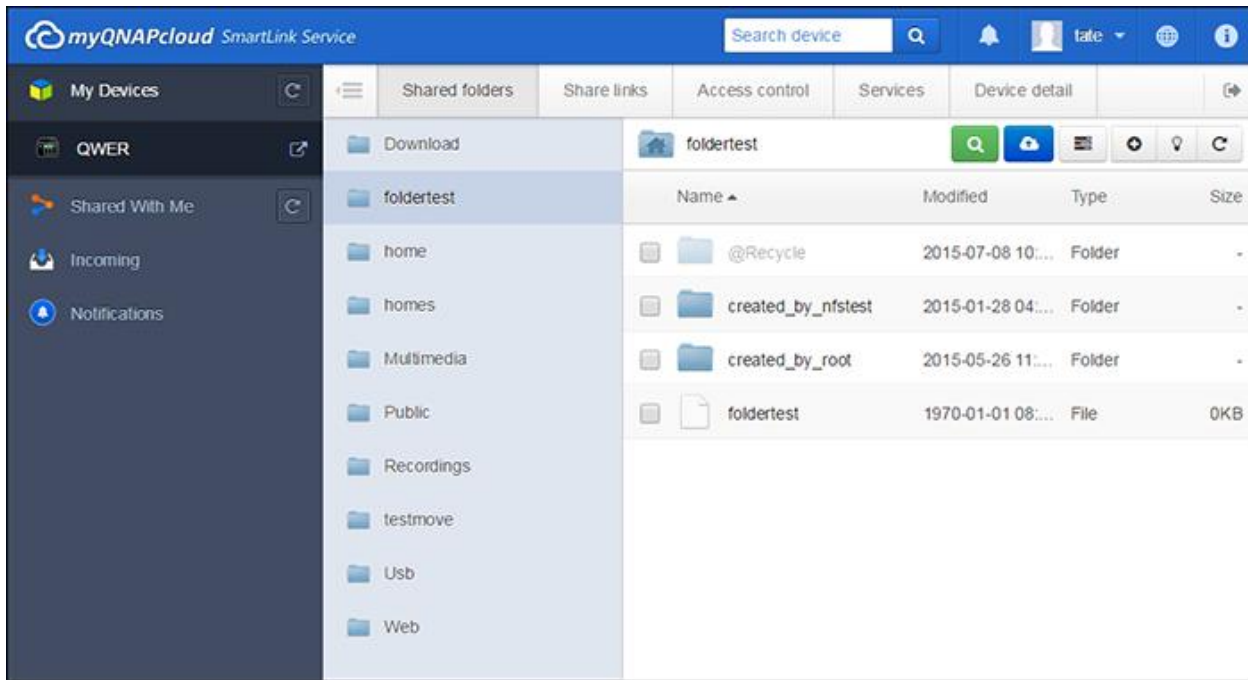 myQNAPcloud SmartLink Service
Search device
tate
My Devices
QWER
Shared With Me
Incoming
Notifications
Shared folders Share links Access control Services Device detail
Download
foldertest
home
homes
Multimedia
Public
Recordings
testmove
Usb
Web
foldertest
Name Modified Type Size
@Recycle 2015-07-08 10:... Folder -
created_by_nfstest 2015-01-28 04:... Folder -
created_by_root 2015-05-26 11:... Folder -
foldertest 1970-01-01 08:... File 0KB